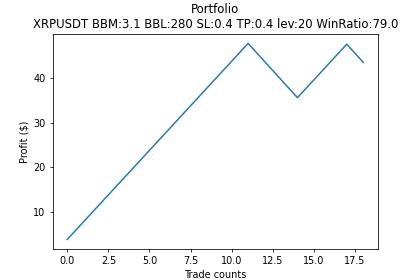 Portfolio
XRPUSDT BBM:3.1 BBL:280 SL:0.4 TP:0.4 lev:20 WinRatio:79.0
40
30
20
10
Profit ($)
0.0 2.5 5.0 7.5 10.0 12.5 15.0 17.5
Trade counts